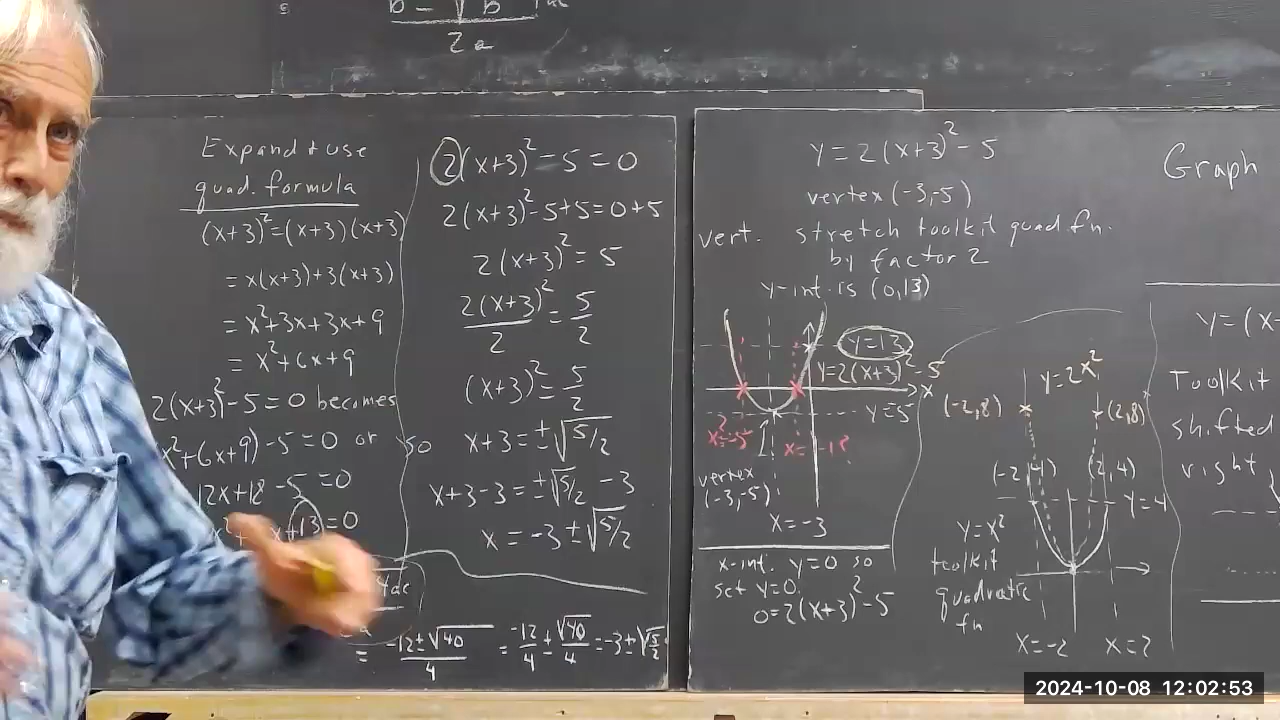 2a
Expand & use
quad. formula
(x+3)²=(x+3)(x+3)
= x(x+3)+3(x+3)
= x²+3x+3x+9
= x²+6x+9
2(x+3)²-5=0 becomes
x²+6x+9)-5=0 or
12x+18-5=0
x+13=0
4ac
= -12±√40/4 = -12/4 ± √40/4 = -3±√5/2
2(x+3)²-5=0
2(x+3)²-5+5=0+5
2(x+3)²=5
2(x+3)²/2 = 5/2
(x+3)²=5/2
so x+3=±√5/2
x+3-3=±√5/2 -3
x=-3±√5/2
y=2(x+3)²-5
vertex (-3,-5)
vert. stretch toolkit quad fn.
by factor 2
y-int. is (0,13)
y=13
y=2(x+3)²-5
x
y=-5
vertex
(-3,-5)
x=-3
x-int. y=0 so
set y=0.
0=2(x+3)²-5
y=2x²
(-2,8)
(2,8)
(-2,4)
(2,4)
y=4
y=x²
toolkit
quadratic
fn
x=-2
x=2
Graph
y=(x-
Toolkit
shifted
right
2024-10-08 12:02:53